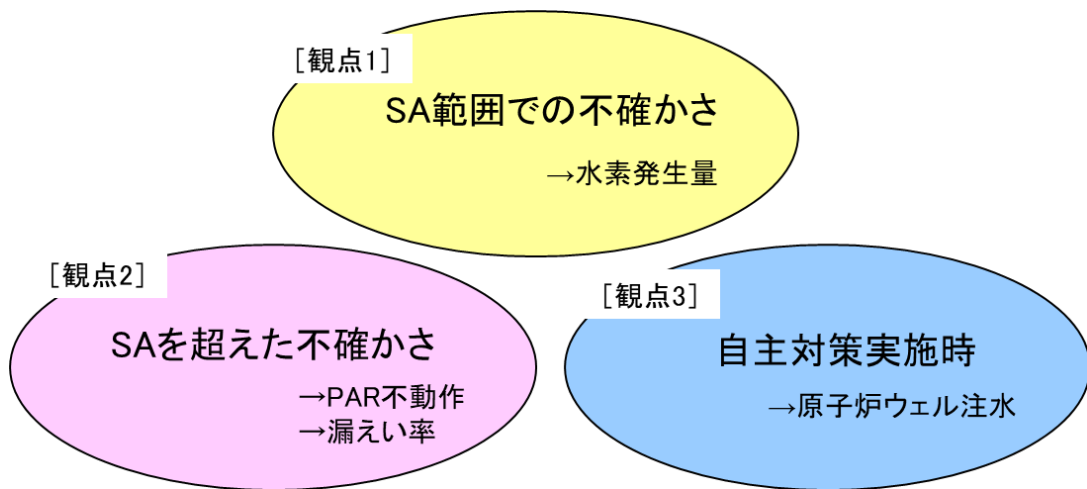 [観点1]
SA範囲での不確かさ
→水素発生量
[観点2]
SAを超えた不確かさ
→PAR不動作
→漏えい率
[観点3]
自主対策実施時
→原子炉ウェル注水